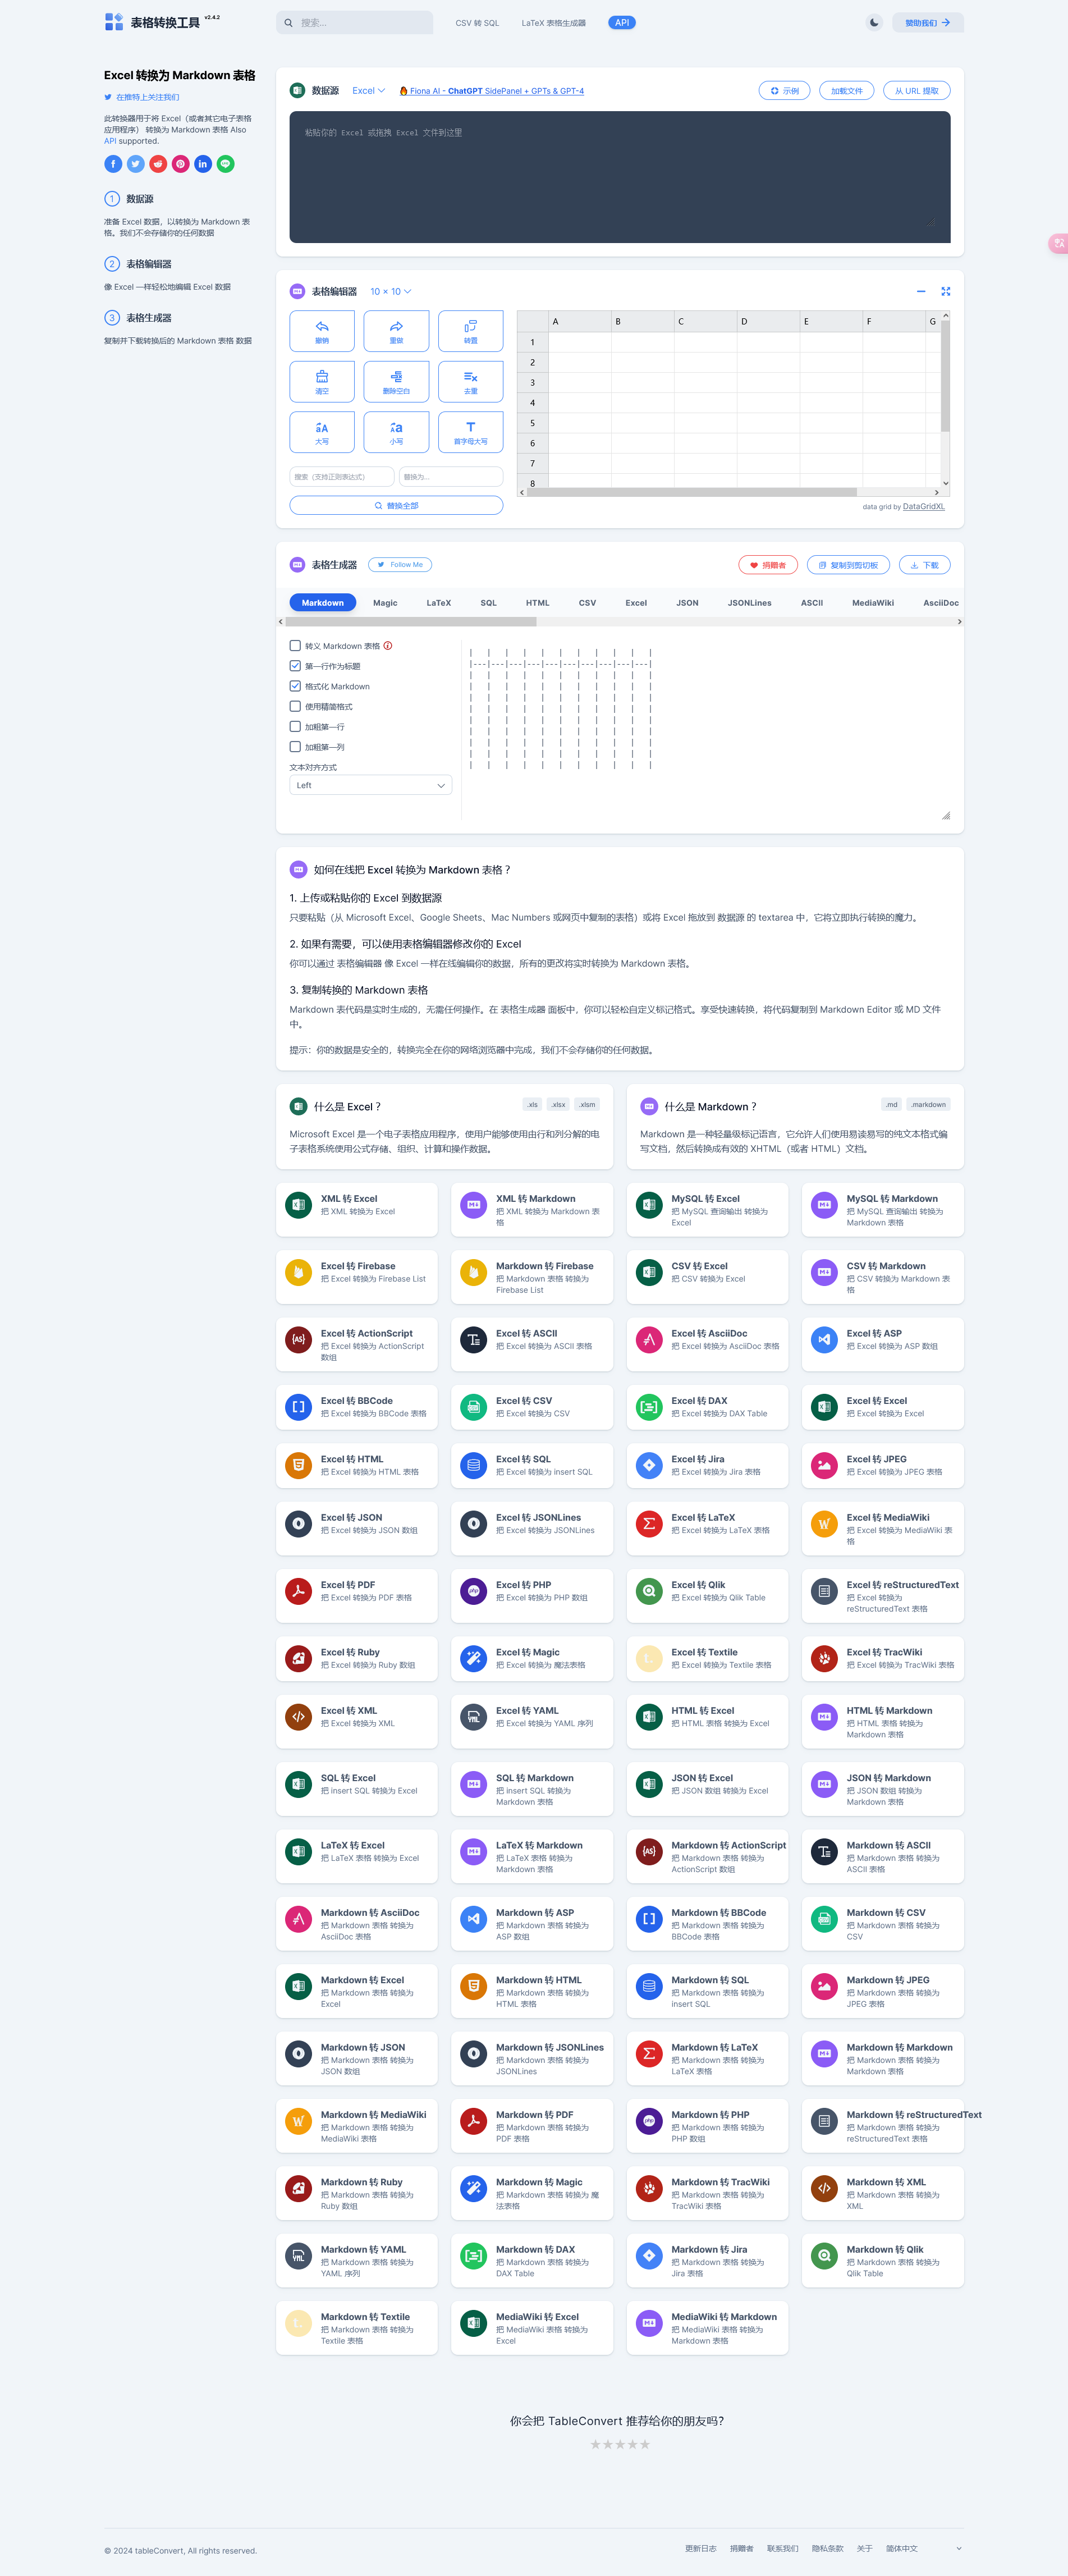 表格转换工具 v2.4.2
搜索...
CSV 转 SQL
LaTeX 表格生成器
API
赞助我们
Excel 转换为 Markdown 表格
在推特上关注我们
此转换器用于将 Excel（或者其它电子表格
应用程序） 转换为 Markdown 表格 Also
API supported.
1 数据源
准备 Excel 数据，以转换为 Markdown 表
格。我们不会存储你的任何数据
2 表格编辑器
像 Excel 一样轻松地编辑 Excel 数据
3 表格生成器
复制并下载转换后的 Markdown 表格 数据
数据源 Excel
Fiona AI - ChatGPT SidePanel + GPTs & GPT-4
示例
加载文件
从 URL 提取
粘贴你的 Excel 或拖拽 Excel 文件到这里
表格编辑器 10 × 10
撤销 重做 转置
清空 删除空白 去重
大写 小写 首字母大写
搜索（支持正则表达式） 替换为...
替换全部
A B C D E F G
1
2
3
4
5
6
7
8
data grid by DataGridXL
表格生成器 Follow Me
捐赠者 复制到剪切板 下载
Markdown Magic LaTeX SQL HTML CSV Excel JSON JSONLines ASCII MediaWiki AsciiDoc
转义 Markdown 表格
第一行作为标题
格式化 Markdown
使用精简格式
加粗第一行
加粗第一列
文本对齐方式
Left
|   |   |   |   |   |   |   |   |   |   |
|---|---|---|---|---|---|---|---|---|---|
|   |   |   |   |   |   |   |   |   |   |
|   |   |   |   |   |   |   |   |   |   |
|   |   |   |   |   |   |   |   |   |   |
|   |   |   |   |   |   |   |   |   |   |
|   |   |   |   |   |   |   |   |   |   |
|   |   |   |   |   |   |   |   |   |   |
|   |   |   |   |   |   |   |   |   |   |
|   |   |   |   |   |   |   |   |   |   |
|   |   |   |   |   |   |   |   |   |   |
如何在线把 Excel 转换为 Markdown 表格？
1. 上传或粘贴你的 Excel 到数据源
只要粘贴（从 Microsoft Excel、Google Sheets、Mac Numbers 或网页中复制的表格）或将 Excel 拖放到 数据源 的 textarea 中，它将立即执行转换的魔力。
2. 如果有需要，可以使用表格编辑器修改你的 Excel
你可以通过 表格编辑器 像 Excel 一样在线编辑你的数据，所有的更改将实时转换为 Markdown 表格。
3. 复制转换的 Markdown 表格
Markdown 表代码是实时生成的，无需任何操作。在 表格生成器 面板中，你可以轻松自定义标记格式。享受快速转换，将代码复制到 Markdown Editor 或 MD 文件
中。
提示：你的数据是安全的，转换完全在你的网络浏览器中完成，我们不会存储你的任何数据。
什么是 Excel？ .xls .xlsx .xlsm
Microsoft Excel 是一个电子表格应用程序，使用户能够使用由行和列分解的电
子表格系统使用公式存储、组织、计算和操作数据。
什么是 Markdown？ .md .markdown
Markdown 是一种轻量级标记语言，它允许人们使用易读易写的纯文本格式编
写文档，然后转换成有效的 XHTML（或者 HTML）文档。
XML 转 Excel
把 XML 转换为 Excel
XML 转 Markdown
把 XML 转换为 Markdown 表
格
MySQL 转 Excel
把 MySQL 查询输出 转换为
Excel
MySQL 转 Markdown
把 MySQL 查询输出 转换为
Markdown 表格
Excel 转 Firebase
把 Excel 转换为 Firebase List
Markdown 转 Firebase
把 Markdown 表格 转换为
Firebase List
CSV 转 Excel
把 CSV 转换为 Excel
CSV 转 Markdown
把 CSV 转换为 Markdown 表
格
Excel 转 ActionScript
把 Excel 转换为 ActionScript
数组
Excel 转 ASCII
把 Excel 转换为 ASCII 表格
Excel 转 AsciiDoc
把 Excel 转换为 AsciiDoc 表格
Excel 转 ASP
把 Excel 转换为 ASP 数组
Excel 转 BBCode
把 Excel 转换为 BBCode 表格
Excel 转 CSV
把 Excel 转换为 CSV
Excel 转 DAX
把 Excel 转换为 DAX Table
Excel 转 Excel
把 Excel 转换为 Excel
Excel 转 HTML
把 Excel 转换为 HTML 表格
Excel 转 SQL
把 Excel 转换为 insert SQL
Excel 转 Jira
把 Excel 转换为 Jira 表格
Excel 转 JPEG
把 Excel 转换为 JPEG 表格
Excel 转 JSON
把 Excel 转换为 JSON 数组
Excel 转 JSONLines
把 Excel 转换为 JSONLines
Excel 转 LaTeX
把 Excel 转换为 LaTeX 表格
Excel 转 MediaWiki
把 Excel 转换为 MediaWiki 表
格
Excel 转 PDF
把 Excel 转换为 PDF 表格
Excel 转 PHP
把 Excel 转换为 PHP 数组
Excel 转 Qlik
把 Excel 转换为 Qlik Table
Excel 转 reStructuredText
把 Excel 转换为
reStructuredText 表格
Excel 转 Ruby
把 Excel 转换为 Ruby 数组
Excel 转 Magic
把 Excel 转换为 魔法表格
Excel 转 Textile
把 Excel 转换为 Textile 表格
Excel 转 TracWiki
把 Excel 转换为 TracWiki 表格
Excel 转 XML
把 Excel 转换为 XML
Excel 转 YAML
把 Excel 转换为 YAML 序列
HTML 转 Excel
把 HTML 表格 转换为 Excel
HTML 转 Markdown
把 HTML 表格 转换为
Markdown 表格
SQL 转 Excel
把 insert SQL 转换为 Excel
SQL 转 Markdown
把 insert SQL 转换为
Markdown 表格
JSON 转 Excel
把 JSON 数组 转换为 Excel
JSON 转 Markdown
把 JSON 数组 转换为
Markdown 表格
LaTeX 转 Excel
把 LaTeX 表格 转换为 Excel
LaTeX 转 Markdown
把 LaTeX 表格 转换为
Markdown 表格
Markdown 转 ActionScript
把 Markdown 表格 转换为
ActionScript 数组
Markdown 转 ASCII
把 Markdown 表格 转换为
ASCII 表格
Markdown 转 AsciiDoc
把 Markdown 表格 转换为
AsciiDoc 表格
Markdown 转 ASP
把 Markdown 表格 转换为
ASP 数组
Markdown 转 BBCode
把 Markdown 表格 转换为
BBCode 表格
Markdown 转 CSV
把 Markdown 表格 转换为
CSV
Markdown 转 Excel
把 Markdown 表格 转换为
Excel
Markdown 转 HTML
把 Markdown 表格 转换为
HTML 表格
Markdown 转 SQL
把 Markdown 表格 转换为
insert SQL
Markdown 转 JPEG
把 Markdown 表格 转换为
JPEG 表格
Markdown 转 JSON
把 Markdown 表格 转换为
JSON 数组
Markdown 转 JSONLines
把 Markdown 表格 转换为
JSONLines
Markdown 转 LaTeX
把 Markdown 表格 转换为
LaTeX 表格
Markdown 转 Markdown
把 Markdown 表格 转换为
Markdown 表格
Markdown 转 MediaWiki
把 Markdown 表格 转换为
MediaWiki 表格
Markdown 转 PDF
把 Markdown 表格 转换为
PDF 表格
Markdown 转 PHP
把 Markdown 表格 转换为
PHP 数组
Markdown 转 reStructuredText
把 Markdown 表格 转换为
reStructuredText 表格
Markdown 转 Ruby
把 Markdown 表格 转换为
Ruby 数组
Markdown 转 Magic
把 Markdown 表格 转换为 魔
法表格
Markdown 转 TracWiki
把 Markdown 表格 转换为
TracWiki 表格
Markdown 转 XML
把 Markdown 表格 转换为
XML
Markdown 转 YAML
把 Markdown 表格 转换为
YAML 序列
Markdown 转 DAX
把 Markdown 表格 转换为
DAX Table
Markdown 转 Jira
把 Markdown 表格 转换为
Jira 表格
Markdown 转 Qlik
把 Markdown 表格 转换为
Qlik Table
Markdown 转 Textile
把 Markdown 表格 转换为
Textile 表格
MediaWiki 转 Excel
把 MediaWiki 表格 转换为
Excel
MediaWiki 转 Markdown
把 MediaWiki 表格 转换为
Markdown 表格
你会把 TableConvert 推荐给你的朋友吗？
© 2024 tableConvert, All rights reserved.
更新日志 捐赠者 联系我们 隐私条款 关于 简体中文